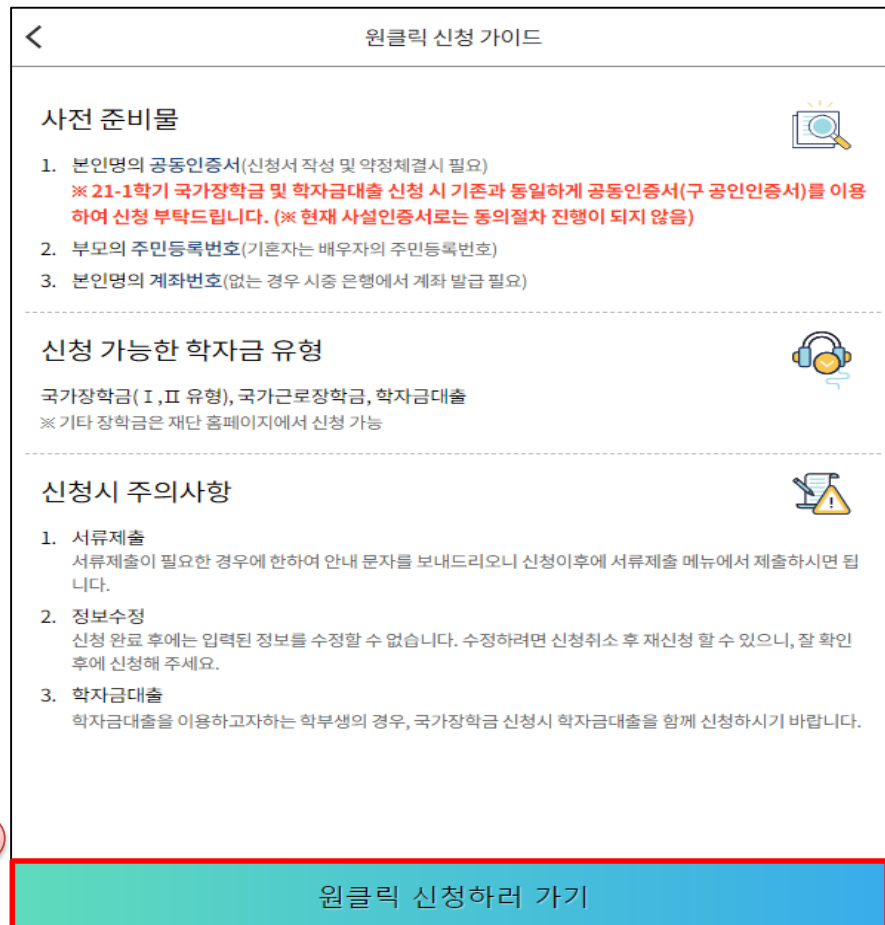 원클릭 신청 가이드
사전 준비물
1. 본인명의 공동인증서(신청서 작성 및 약정체결시 필요)
※ 21-1학기 국가장학금 및 학자금대출 신청 시 기존과 동일하게 공동인증서(구 공인인증서)를 이용
하여 신청 부탁드립니다. (※ 현재 사설인증서로는 동의절차 진행이 되지 않음)
2. 부모의 주민등록번호(기혼자는 배우자의 주민등록번호)
3. 본인명의 계좌번호(없는 경우 시중 은행에서 계좌 발급 필요)
신청 가능한 학자금 유형
국가장학금(Ⅰ,Ⅱ 유형), 국가근로장학금, 학자금대출
※ 기타 장학금은 재단 홈페이지에서 신청 가능
신청시 주의사항
1. 서류제출
서류제출이 필요한 경우에 한하여 안내 문자를 보내드리오니 신청이후에 서류제출 메뉴에서 제출하시면 됩
니다.
2. 정보수정
신청 완료 후에는 입력된 정보를 수정할 수 없습니다. 수정하려면 신청취소 후 재신청 할 수 있으니, 잘 확인
후에 신청해 주세요.
3. 학자금대출
학자금대출을 이용하고자하는 학부생의 경우, 국가장학금 신청시 학자금대출을 함께 신청하시기 바랍니다.
원클릭 신청하러 가기